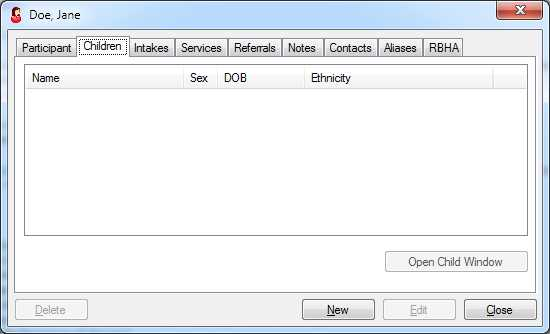 Doe, Jane
Participant Children Intakes Services Referrals Notes Contacts Aliases RBHA
Name Sex DOB Ethnicity
Open Child Window
Delete New Edit Close